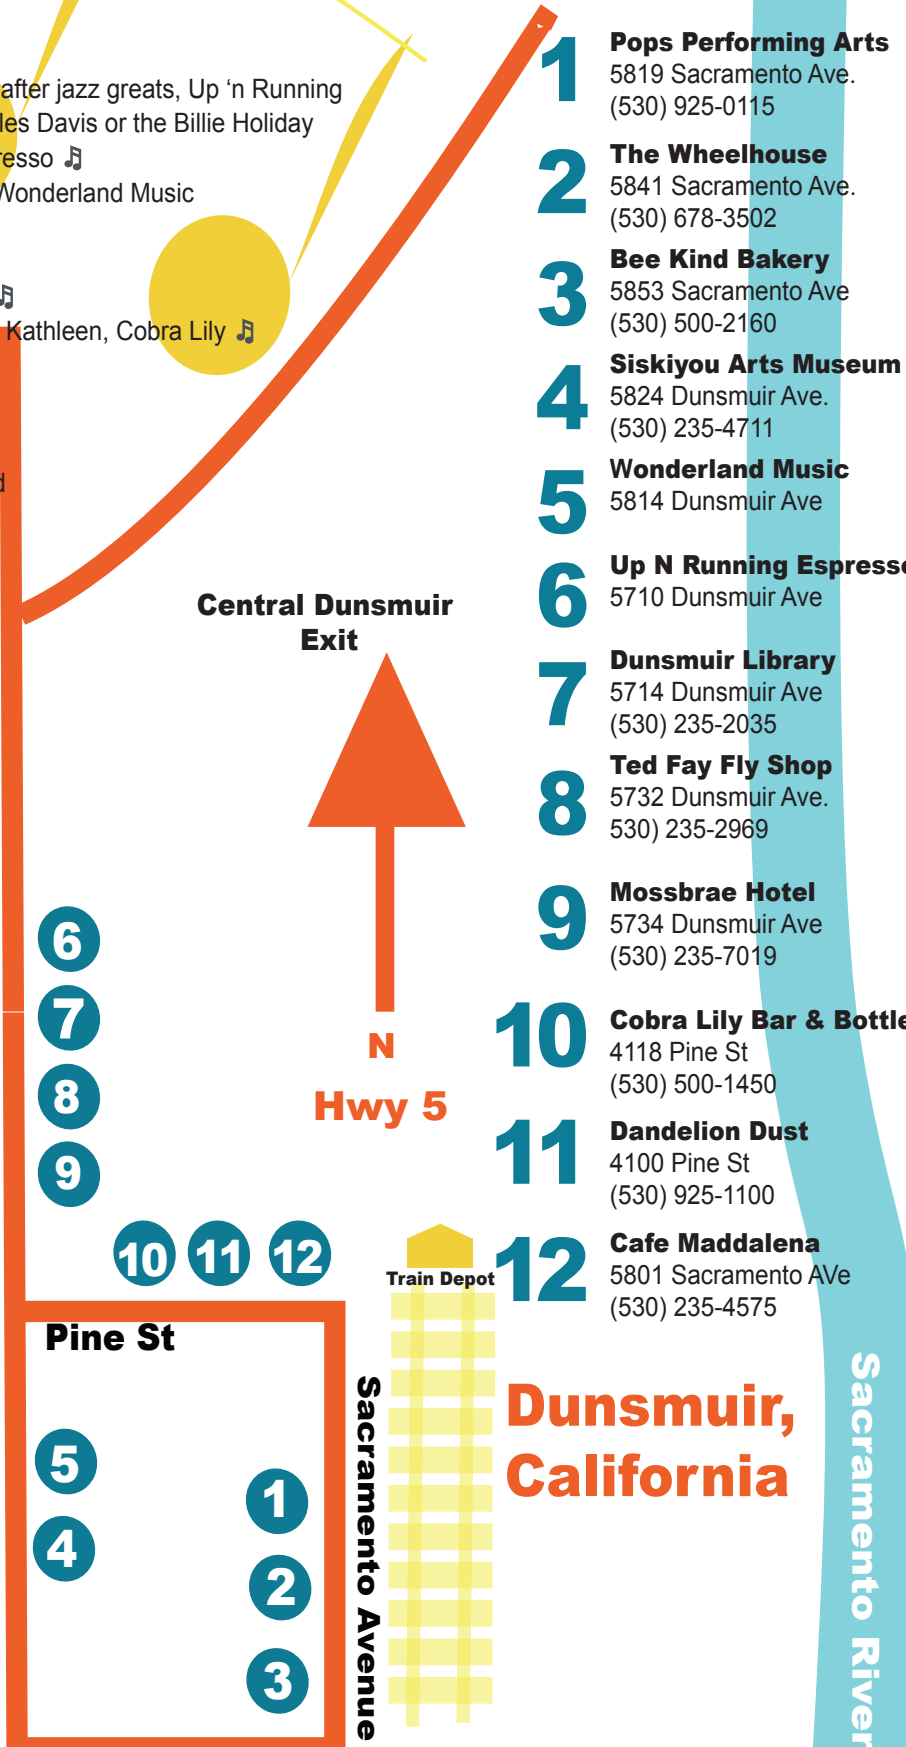 after jazz greats, Up ‘n Running
les Davis or the Billie Holiday
resso
Wonderland Music
Kathleen, Cobra Lily
d
Central Dunsmuir
Exit
N
Hwy 5
6
7
8
9
10 11 12
Train Depot
Pine St
5
4
1
2
3
Sacramento Avenue
1 Pops Performing Arts
5819 Sacramento Ave.
(530) 925-0115
2 The Wheelhouse
5841 Sacramento Ave.
(530) 678-3502
3 Bee Kind Bakery
5853 Sacramento Ave
(530) 500-2160
4 Siskiyou Arts Museum
5824 Dunsmuir Ave.
(530) 235-4711
5 Wonderland Music
5814 Dunsmuir Ave
6 Up N Running Espresso
5710 Dunsmuir Ave
7 Dunsmuir Library
5714 Dunsmuir Ave
(530) 235-2035
8 Ted Fay Fly Shop
5732 Dunsmuir Ave.
530) 235-2969
9 Mossbrae Hotel
5734 Dunsmuir Ave
(530) 235-7019
10 Cobra Lily Bar & Bottle
4118 Pine St
(530) 500-1450
11 Dandelion Dust
4100 Pine St
(530) 925-1100
12 Cafe Maddalena
5801 Sacramento AVe
(530) 235-4575
Dunsmuir,
California
Sacramento River